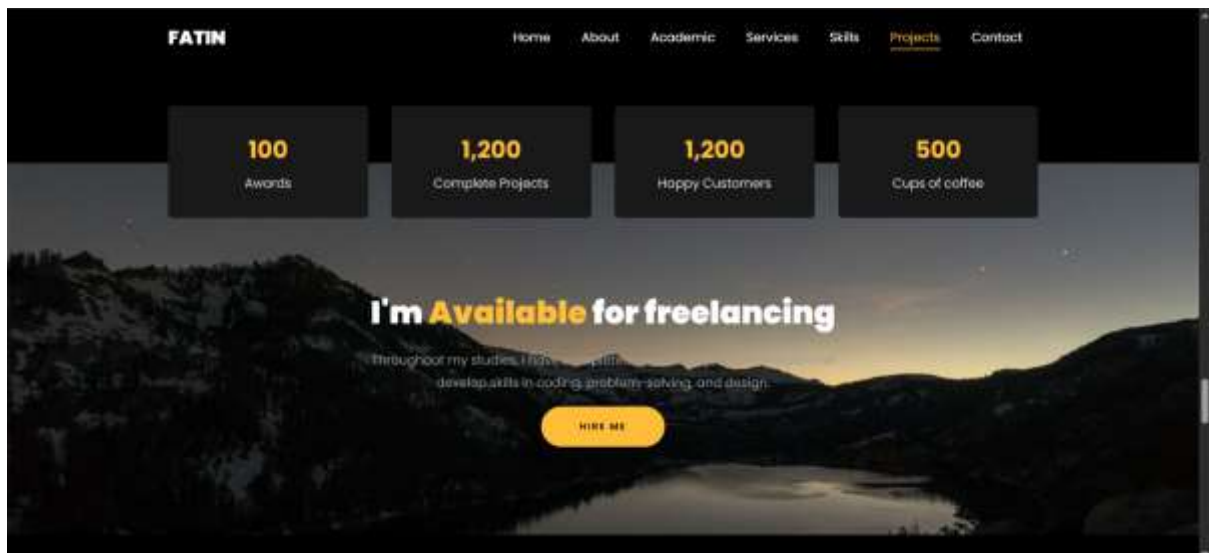 FATIN
Home About Academic Services Skills Projects Contact
100 1,200 1,200 500
Awards Complete Projects Happy Customers Cups of coffee
I'm Available for freelancing
Throughout my studies, I have
develop skills in coding, problem-solving, and design.
HIRE ME